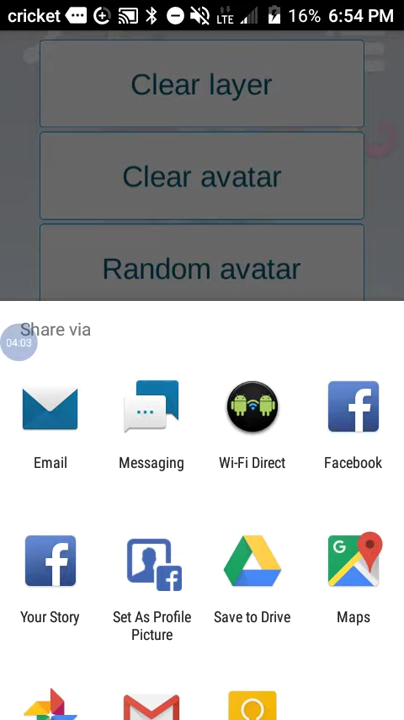 cricket LTE 16% 6:54 PM
Clear layer
Clear avatar
Random avatar
Share via
04:03
Email Messaging Wi-Fi Direct Facebook
Your Story Set As Profile Picture Save to Drive Maps
G